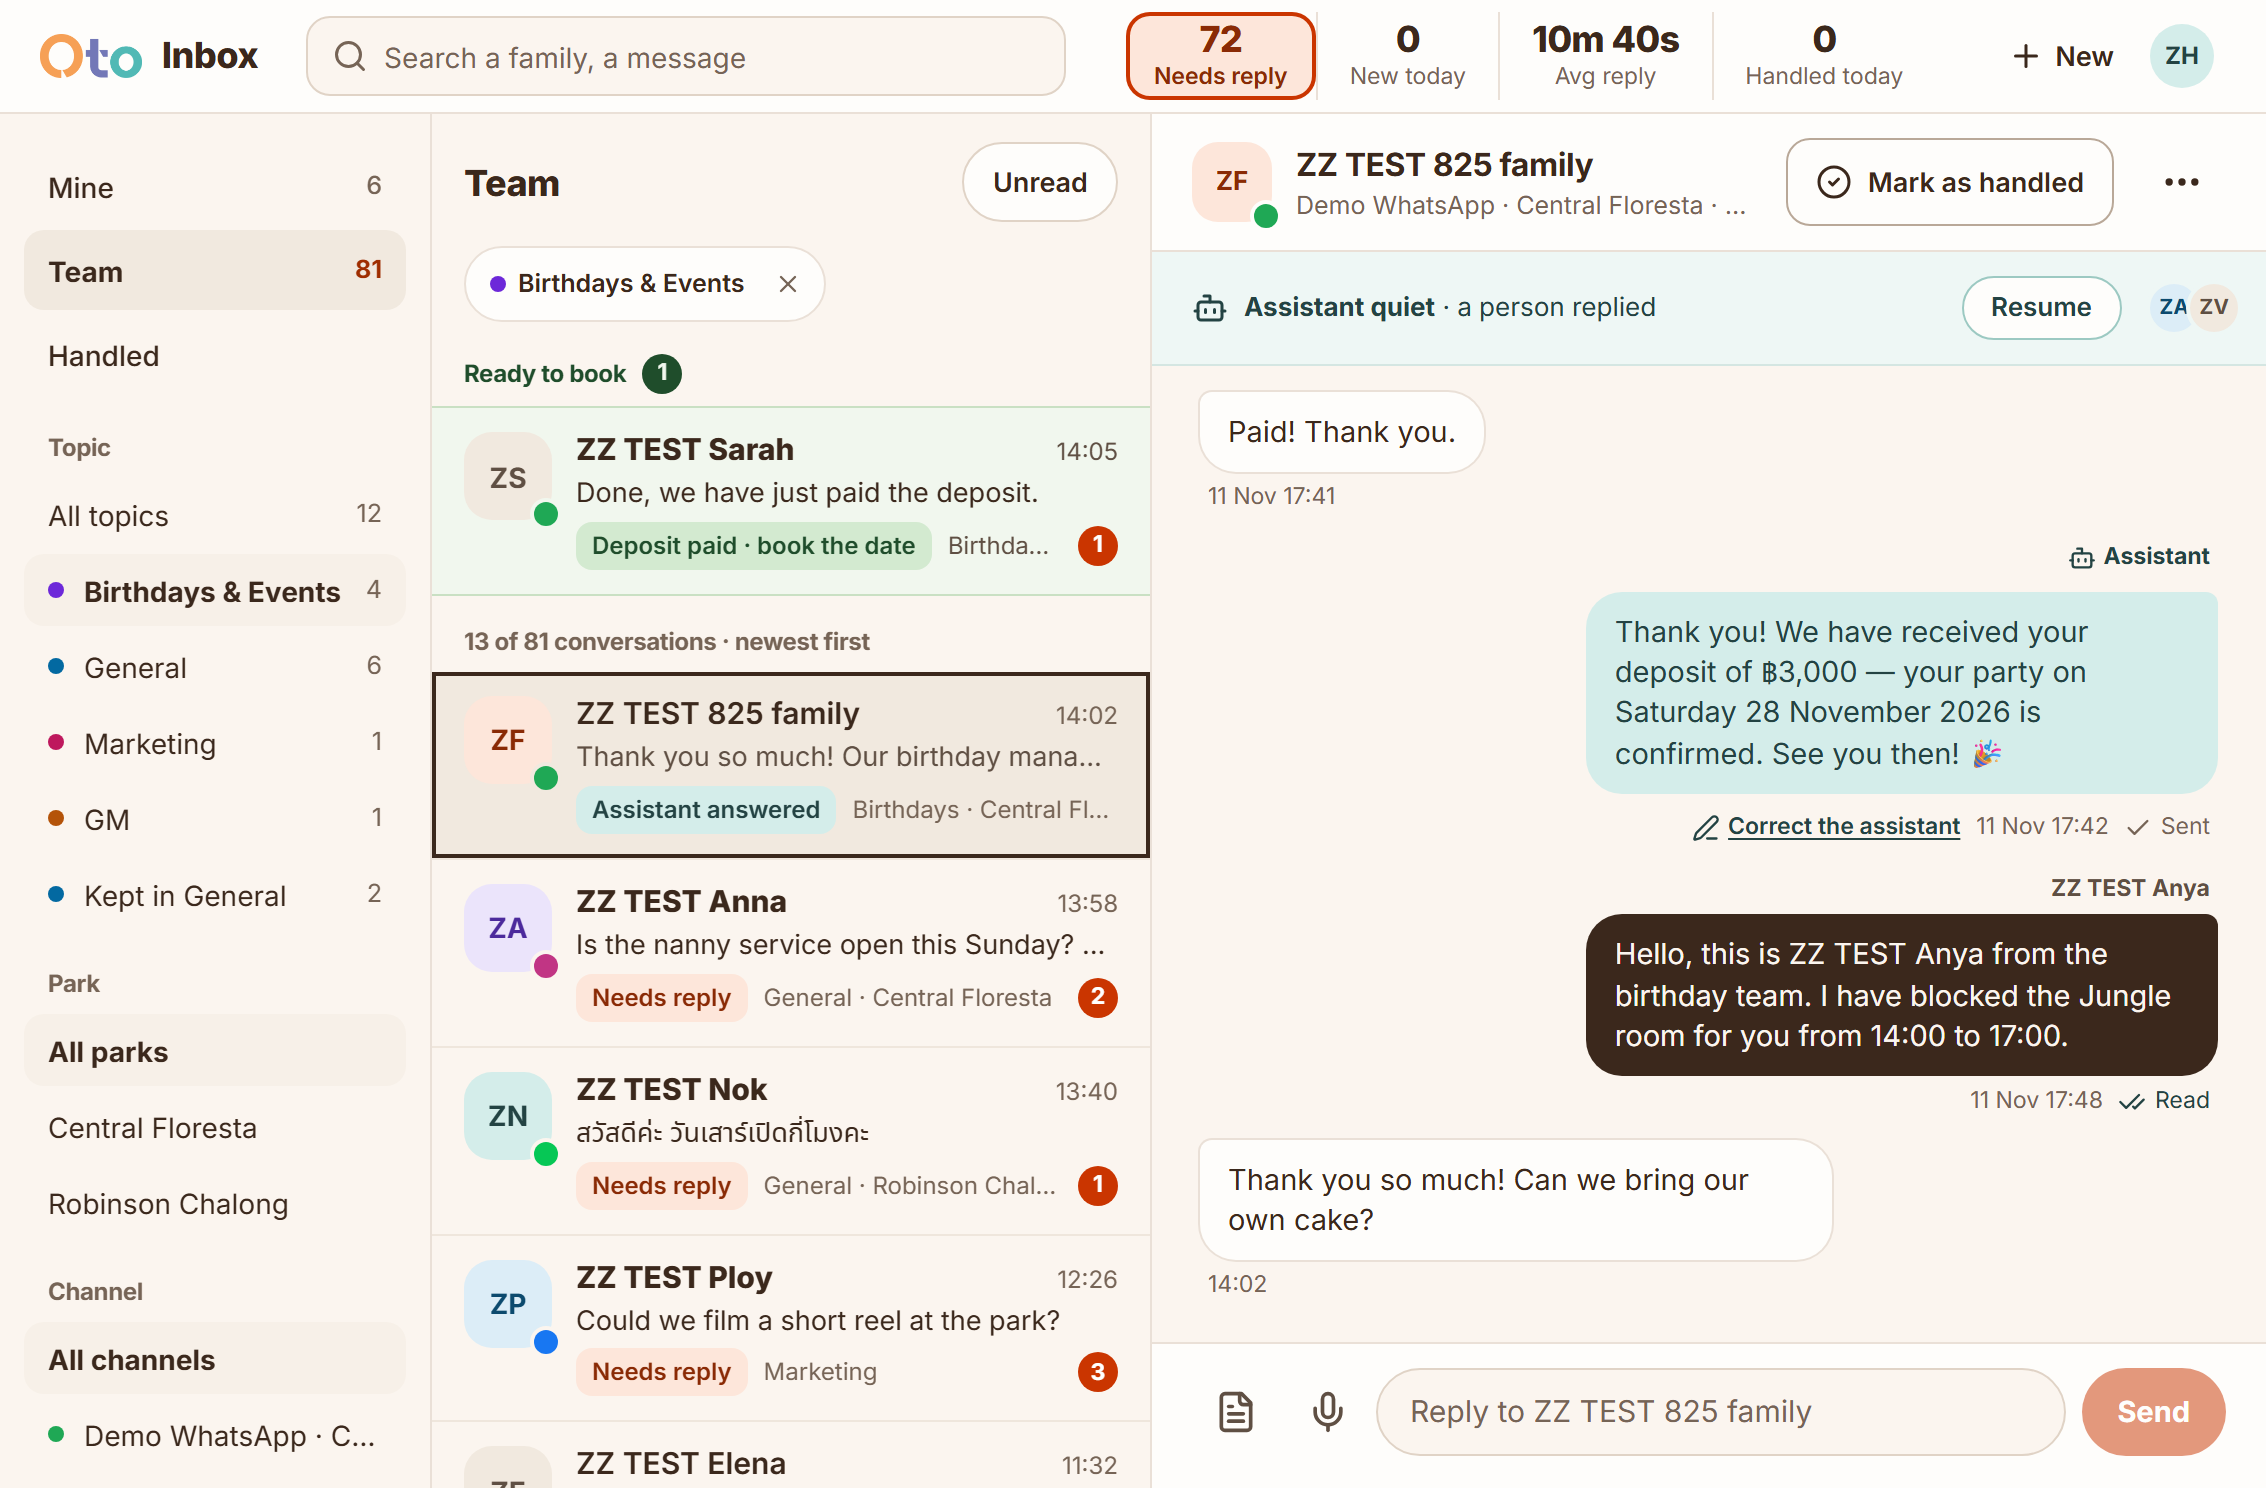 Oto Inbox
Search a family, a message
72
Needs reply
0
New today
10m 40s
Avg reply
0
Handled today
New
ZH
Mine 6
Team 81
Handled
Topic
All topics 12
Birthdays & Events 4
General 6
Marketing 1
GM 1
Kept in General 2
Park
All parks
Central Floresta
Robinson Chalong
Channel
All channels
Demo WhatsApp · C...
Team
Unread
Birthdays & Events
Ready to book 1
ZS
ZZ TEST Sarah 14:05
Done, we have just paid the deposit.
Deposit paid · book the date Birthda... 1
13 of 81 conversations · newest first
ZF
ZZ TEST 825 family 14:02
Thank you so much! Our birthday mana...
Assistant answered Birthdays · Central Fl...
ZA
ZZ TEST Anna 13:58
Is the nanny service open this Sunday? ...
Needs reply General · Central Floresta 2
ZN
ZZ TEST Nok 13:40
สวัสดีค่ะ วันเสาร์เปิดกี่โมงคะ
Needs reply General · Robinson Chal... 1
ZP
ZZ TEST Ploy 12:26
Could we film a short reel at the park?
Needs reply Marketing 3
ZZ TEST Elena 11:32
ZF
ZZ TEST 825 family
Demo WhatsApp · Central Floresta · ...
Mark as handled
Assistant quiet · a person replied
Resume
ZA ZV
Paid! Thank you.
11 Nov 17:41
Assistant
Thank you! We have received your
deposit of ฿3,000 — your party on
Saturday 28 November 2026 is
confirmed. See you then! 🎉
Correct the assistant 11 Nov 17:42 Sent
ZZ TEST Anya
Hello, this is ZZ TEST Anya from the
birthday team. I have blocked the Jungle
room for you from 14:00 to 17:00.
11 Nov 17:48 Read
Thank you so much! Can we bring our
own cake?
14:02
Reply to ZZ TEST 825 family
Send